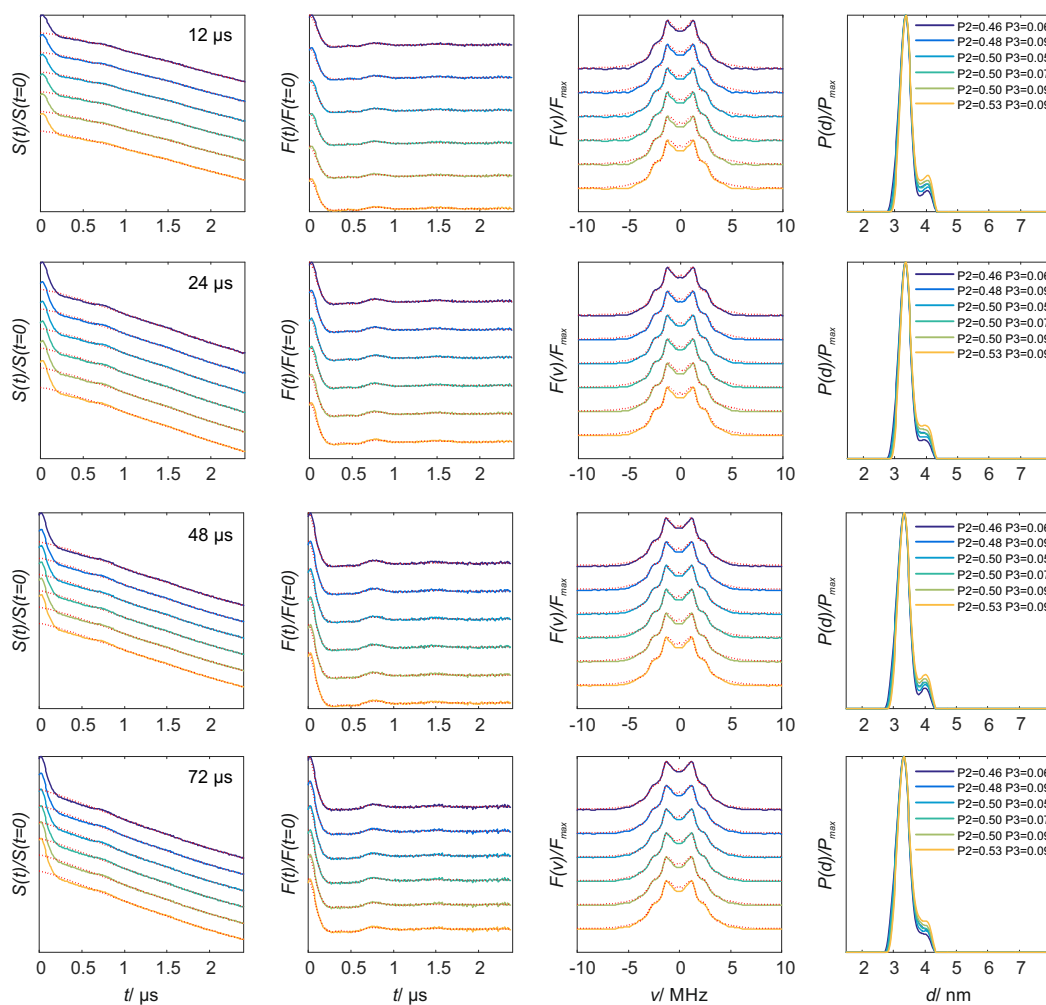 12 µs
S(t)/S(t=0)
0 0.5 1 1.5 2
F(t)/F(t=0)
0 0.5 1 1.5 2
F(v)/Fmax
-10 -5 0 5 10
P(d)/Pmax
P2=0.46 P3=0.06
P2=0.48 P3=0.09
P2=0.50 P3=0.05
P2=0.50 P3=0.07
P2=0.50 P3=0.09
P2=0.53 P3=0.09
2 3 4 5 6 7
24 µs
S(t)/S(t=0)
0 0.5 1 1.5 2
F(t)/F(t=0)
0 0.5 1 1.5 2
F(v)/Fmax
-10 -5 0 5 10
P(d)/Pmax
P2=0.46 P3=0.06
P2=0.48 P3=0.09
P2=0.50 P3=0.05
P2=0.50 P3=0.07
P2=0.50 P3=0.09
P2=0.53 P3=0.09
2 3 4 5 6 7
48 µs
S(t)/S(t=0)
0 0.5 1 1.5 2
F(t)/F(t=0)
0 0.5 1 1.5 2
F(v)/Fmax
-10 -5 0 5 10
P(d)/Pmax
P2=0.46 P3=0.06
P2=0.48 P3=0.09
P2=0.50 P3=0.05
P2=0.50 P3=0.07
P2=0.50 P3=0.09
P2=0.53 P3=0.09
2 3 4 5 6 7
72 µs
S(t)/S(t=0)
0 0.5 1 1.5 2
t/ µs
F(t)/F(t=0)
0 0.5 1 1.5 2
t/ µs
F(v)/Fmax
-10 -5 0 5 10
v/ MHz
P(d)/Pmax
P2=0.46 P3=0.06
P2=0.48 P3=0.09
P2=0.50 P3=0.05
P2=0.50 P3=0.07
P2=0.50 P3=0.09
P2=0.53 P3=0.09
2 3 4 5 6 7
d/ nm